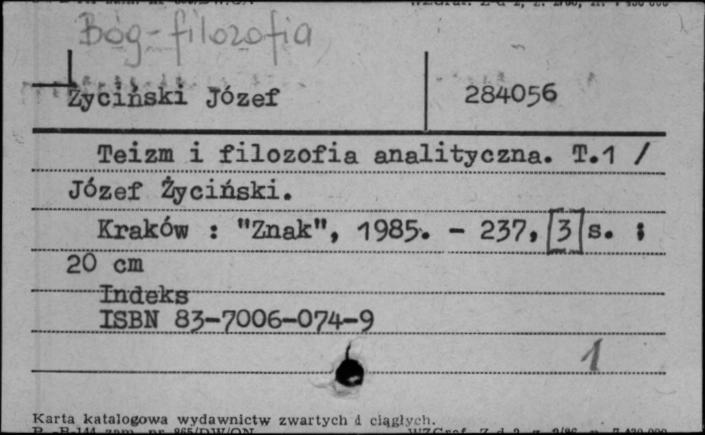 Bóg-filozofia
Życiński Józef 284056
Teizm i filozofia analityczna. T.1 /
Józef Życiński.
Kraków : "Znak", 1985. - 237, [3] s. ;
20 cm
Indeks
ISBN 83-7006-074-9
1
Karta katalogowa wydawnictw zwartych i ciągłych.